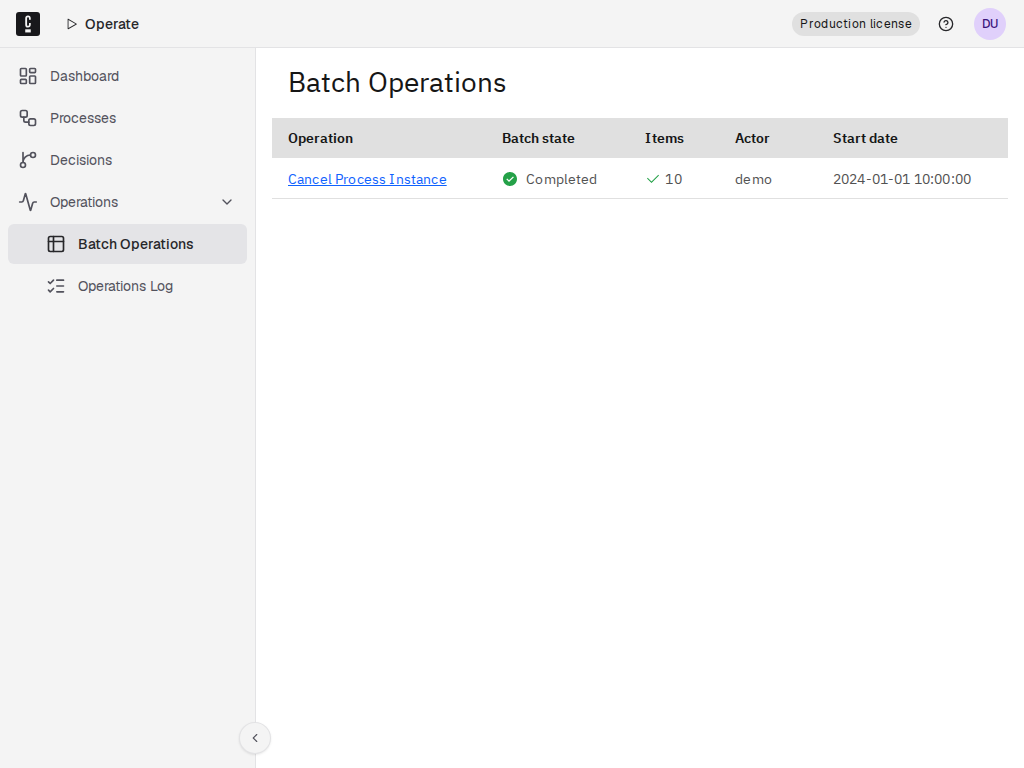 Operate
Production license
DU
Dashboard
Processes
Decisions
Operations
Batch Operations
Operations Log
Batch Operations
Operation Batch state Items Actor Start date
Cancel Process Instance Completed 10 demo 2024-01-01 10:00:00